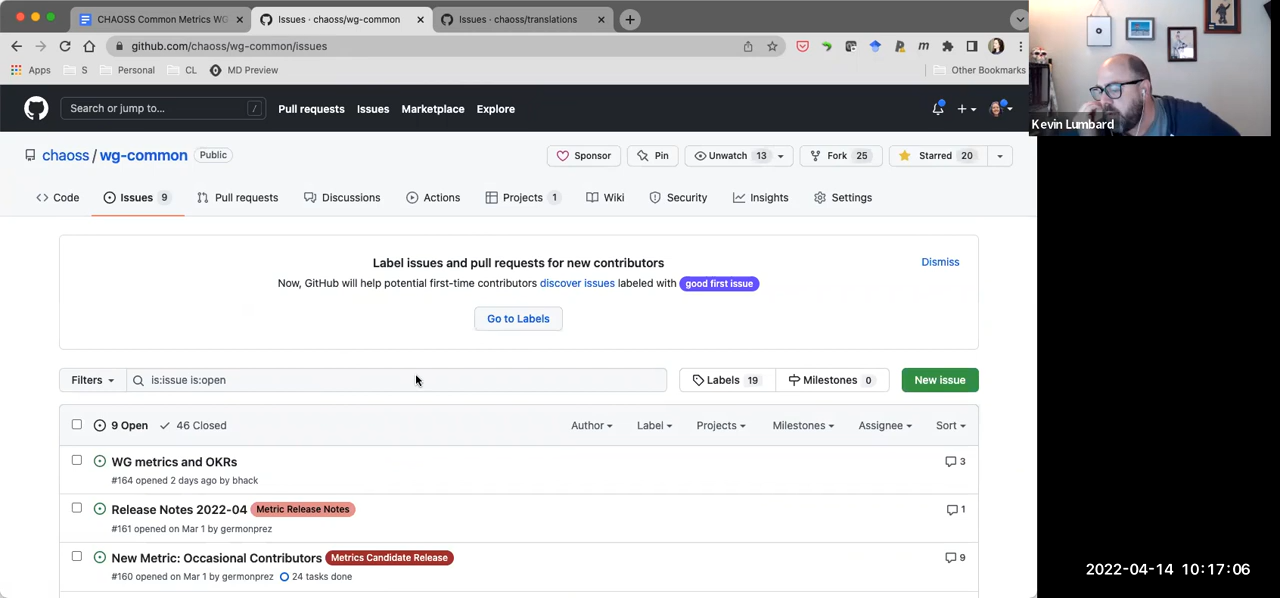 CHAOSS Common Metrics WG
Issues · chaoss/wg-common
Issues · chaoss/translations
github.com/chaoss/wg-common/issues
Apps
S
Personal
CL
MD Preview
Other Bookmarks
Kevin Lumbard
Search or jump to... /
Pull requests Issues Marketplace Explore
chaoss / wg-common Public
Sponsor
Pin
Unwatch 13
Fork 25
Starred 20
Code
Issues 9
Pull requests
Discussions
Actions
Projects 1
Wiki
Security
Insights
Settings
Label issues and pull requests for new contributors
Dismiss
Now, GitHub will help potential first-time contributors discover issues labeled with good first issue
Go to Labels
Filters
is:issue is:open
Labels 19
Milestones 0
New issue
9 Open 46 Closed
Author Label Projects Milestones Assignee Sort
WG metrics and OKRs
3
#164 opened 2 days ago by bhack
Release Notes 2022-04 Metric Release Notes
1
#161 opened on Mar 1 by germonprez
New Metric: Occasional Contributors Metrics Candidate Release
9
#160 opened on Mar 1 by germonprez 24 tasks done
2022-04-14 10:17:06